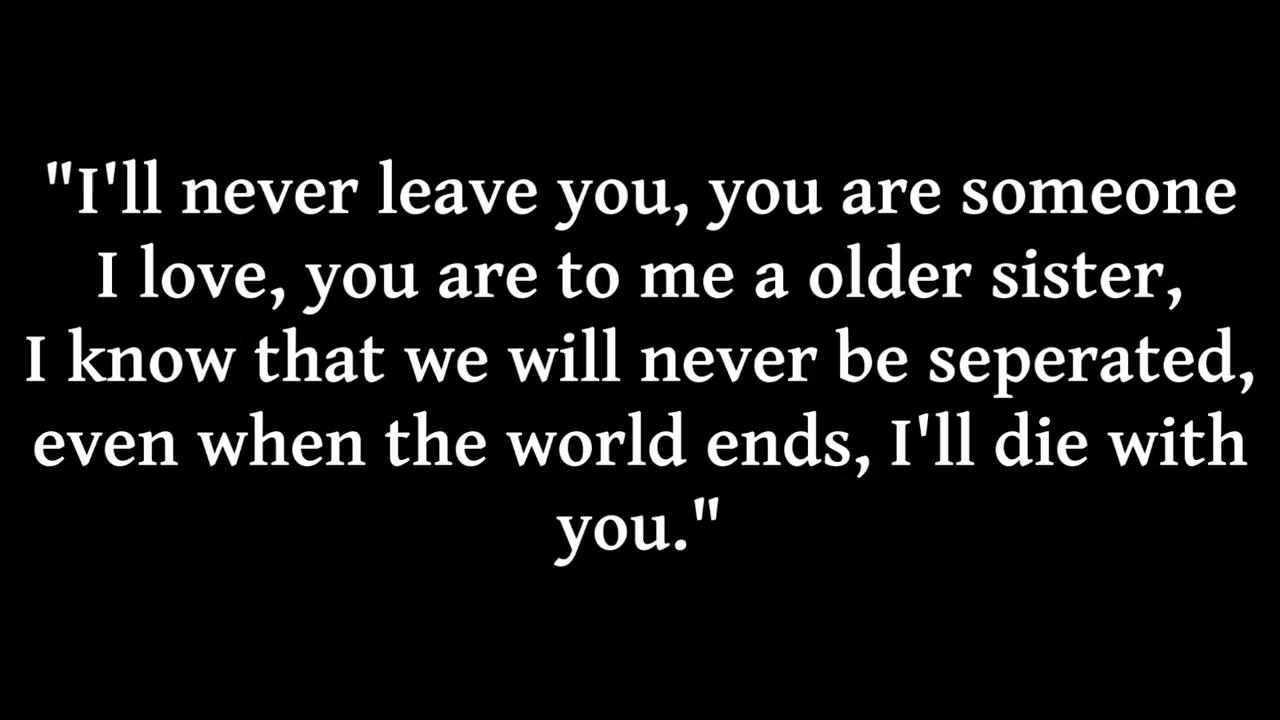 "I'll never leave you, you are someone
I love, you are to me a older sister,
I know that we will never be seperated,
even when the world ends, I'll die with
you."